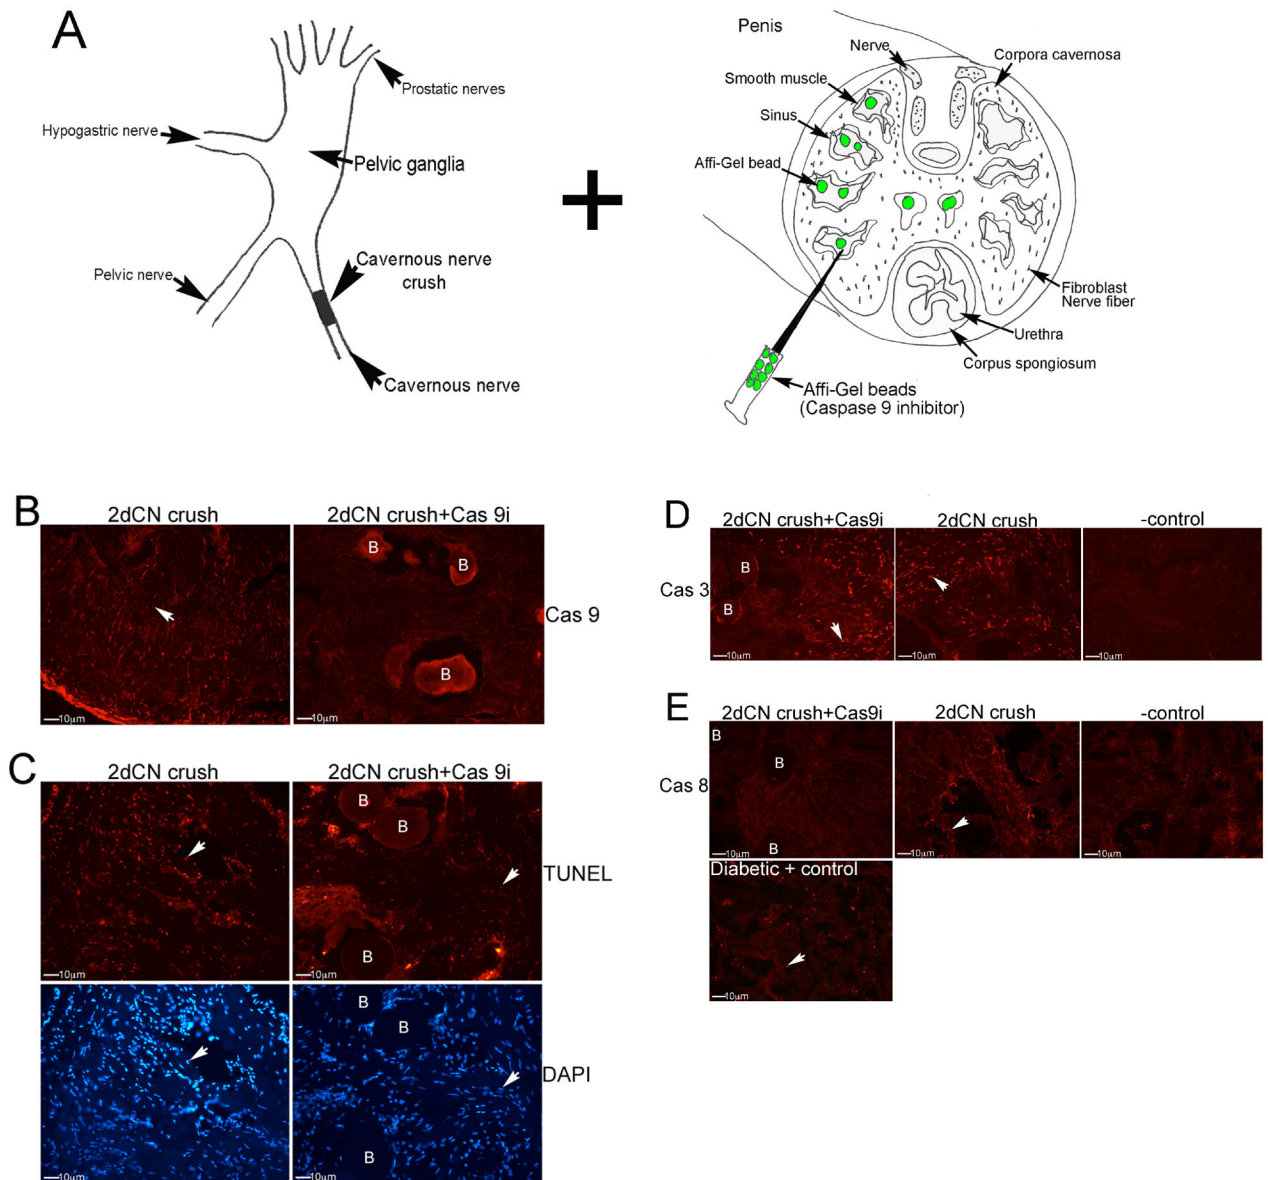 A
Prostatic nerves
Hypogastric nerve
Pelvic ganglia
Pelvic nerve
Cavernous nerve
crush
Cavernous nerve
+
Penis
Nerve
Corpora cavernosa
Smooth muscle
Sinus
Affi-Gel bead
Fibroblast
Nerve fiber
Urethra
Corpus spongiosum
Affi-Gel beads
(Caspase 9 inhibitor)
B
2dCN crush
2dCN crush+Cas 9i
B
B
B
Cas 9
10µm
10µm
C
2dCN crush
2dCN crush+Cas 9i
B
B
B
TUNEL
10µm
10µm
B
B
B
DAPI
10µm
10µm
D
2dCN crush+Cas9i
2dCN crush
-control
Cas 3
B
B
10µm
10µm
10µm
E
2dCN crush+Cas9i
2dCN crush
-control
Cas 8
B
B
B
10µm
10µm
10µm
Diabetic + control
10µm